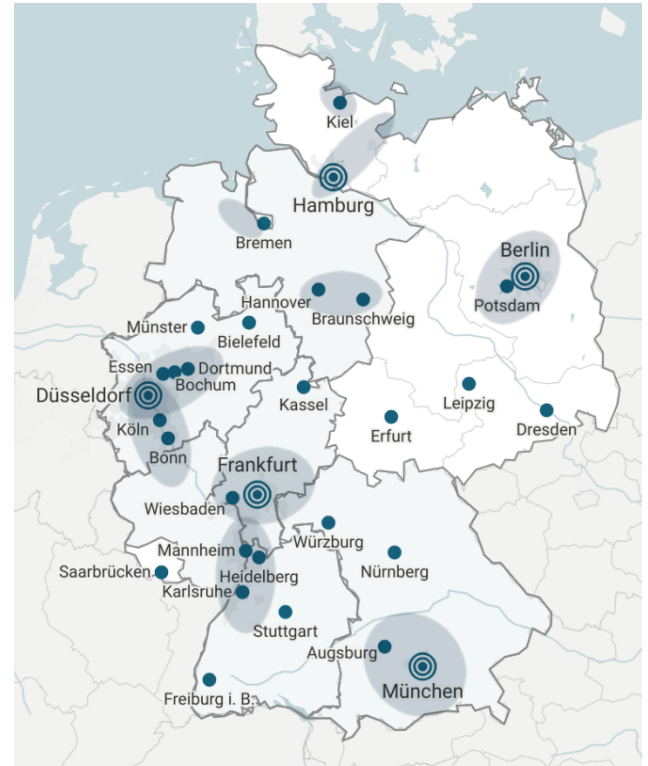 Kiel
Hamburg
Bremen
Berlin
Potsdam
Hannover
Braunschweig
Münster
Bielefeld
Essen
Dortmund
Bochum
Düsseldorf
Kassel
Leipzig
Köln
Erfurt
Dresden
Bonn
Frankfurt
Wiesbaden
Würzburg
Mannheim
Nürnberg
Saarbrücken
Heidelberg
Karlsruhe
Stuttgart
Augsburg
München
Freiburg i. B.